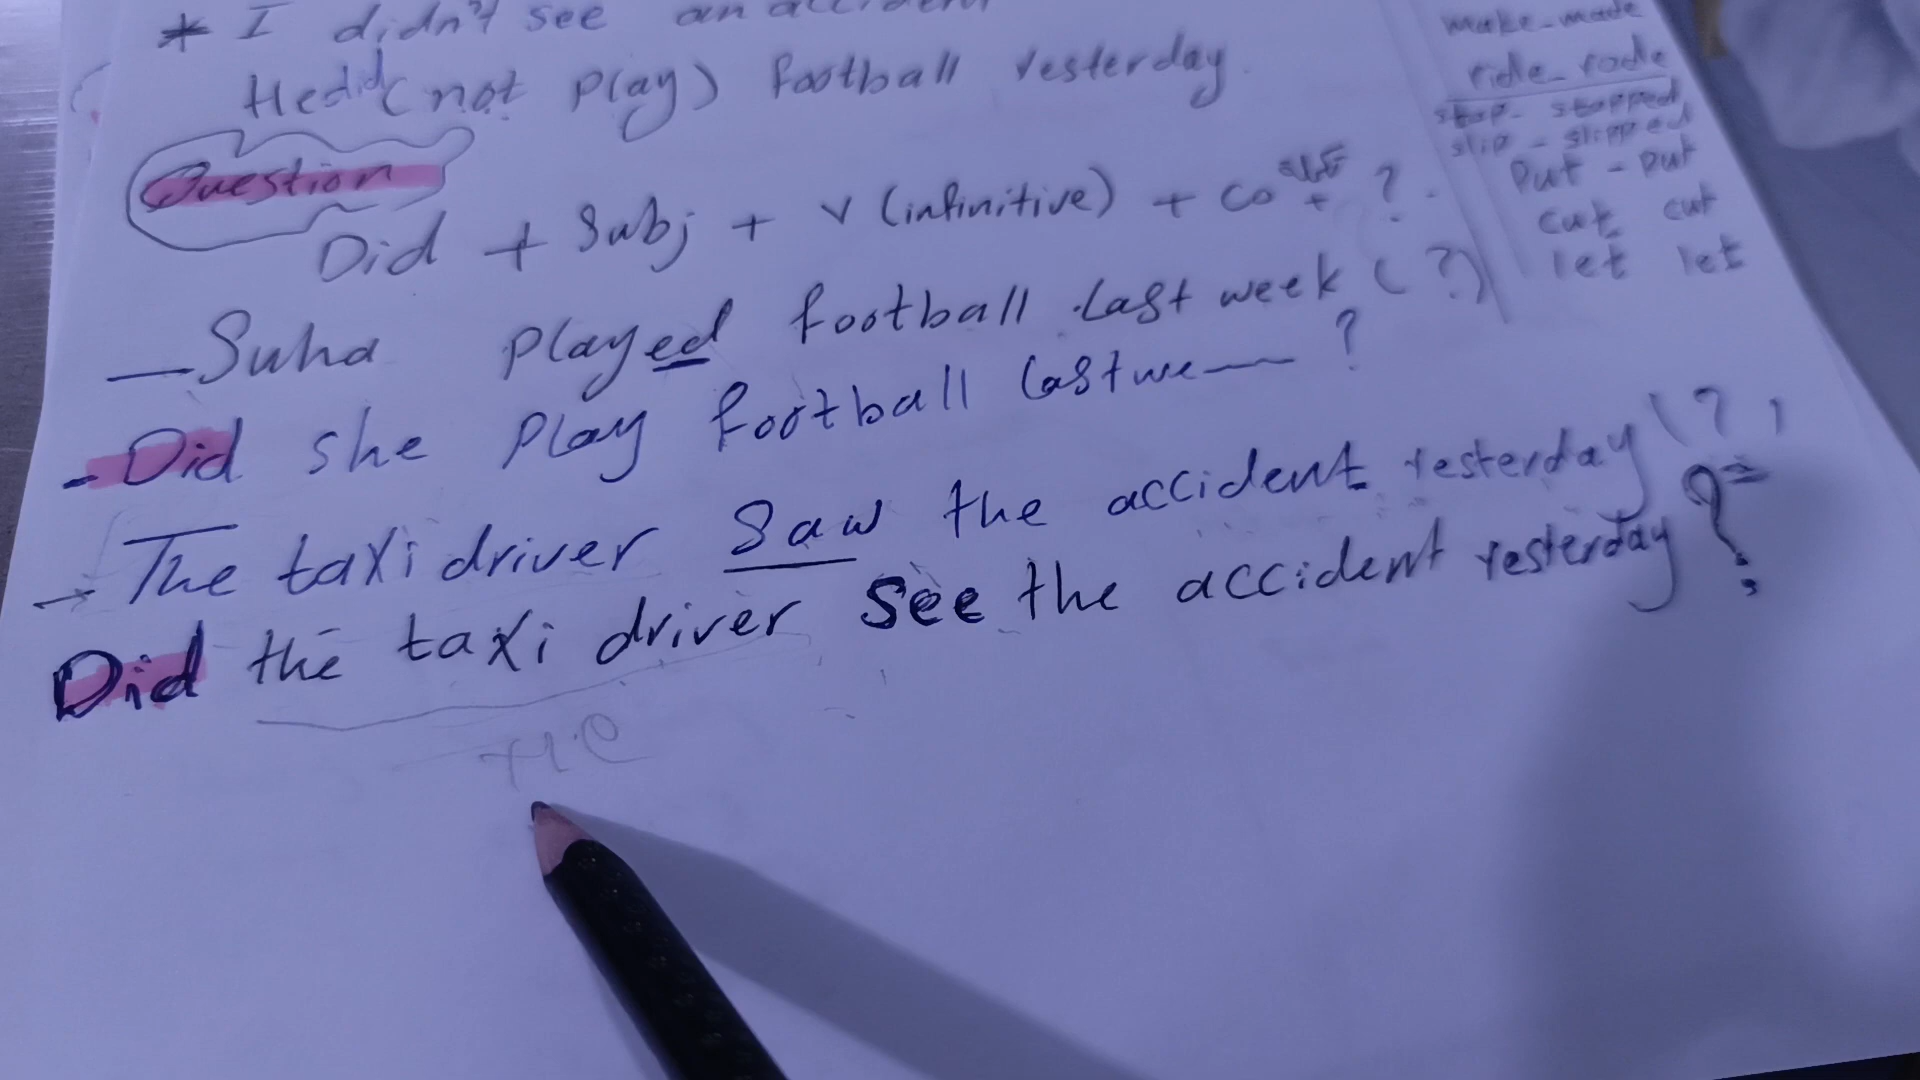 * I didn't see an accident
He did (not play) football yesterday.
Question
Did + Subj + V (infinitive) + Co + ?
- Suha played football last week (?)
- Did she play football last we ?
→ The taxi driver saw the accident yesterday (?)
Did the taxi driver see the accident yesterday?
make - made
ride - rode
stop - stopped
slip - slipped
put - put
cut cut
let let